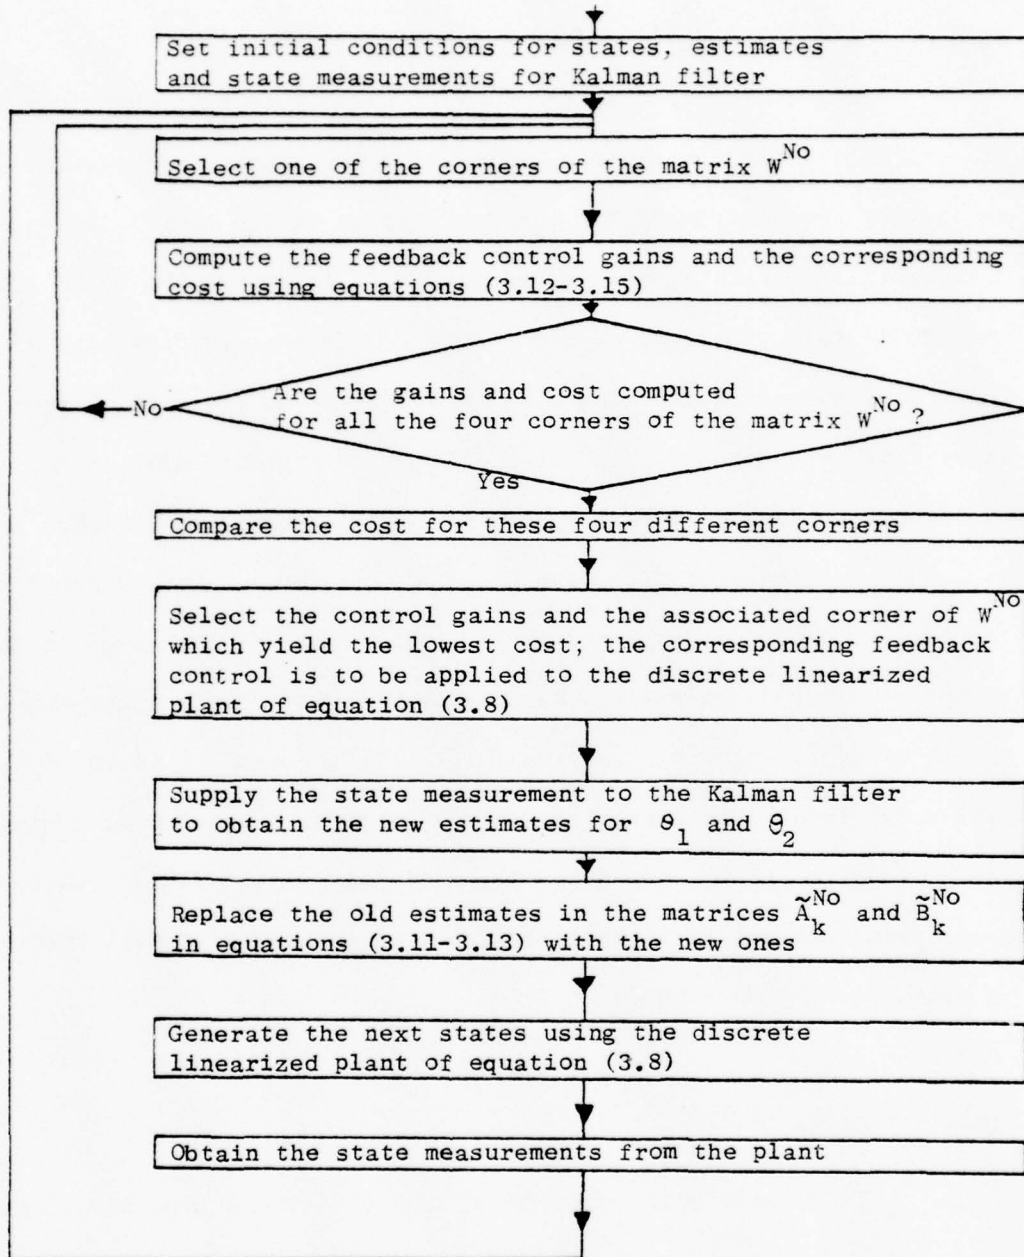 Set initial conditions for states, estimates
and state measurements for Kalman filter
Select one of the corners of the matrix W^No
Compute the feedback control gains and the corresponding
cost using equations (3.12-3.15)
Are the gains and cost computed
No
for all the four corners of the matrix W^No ?
Yes
Compare the cost for these four different corners
Select the control gains and the associated corner of W^No
which yield the lowest cost; the corresponding feedback
control is to be applied to the discrete linearized
plant of equation (3.8)
Supply the state measurement to the Kalman filter
to obtain the new estimates for θ_1 and θ_2
Replace the old estimates in the matrices Ã_k^No and B̃_k^No
in equations (3.11-3.13) with the new ones
Generate the next states using the discrete
linearized plant of equation (3.8)
Obtain the state measurements from the plant